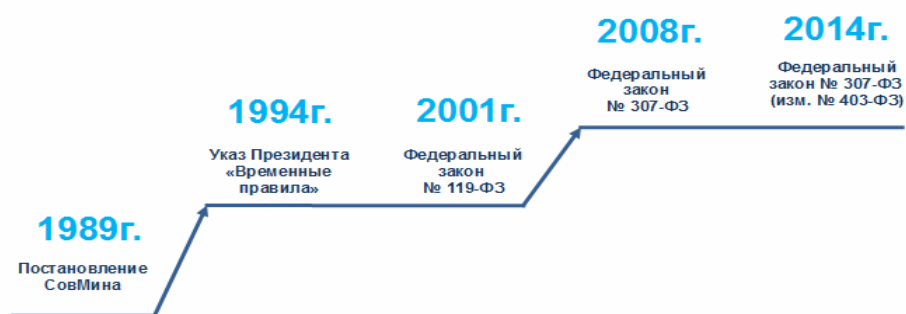 1989г.
Постановление
СовМина
1994г.
Указ Президента
«Временные
правила»
2001г.
Федеральный
закон
№ 119-ФЗ
2008г.
Федеральный
закон
№ 307-ФЗ
2014г.
Федеральный
закон № 307-ФЗ
(изм. № 403-ФЗ)